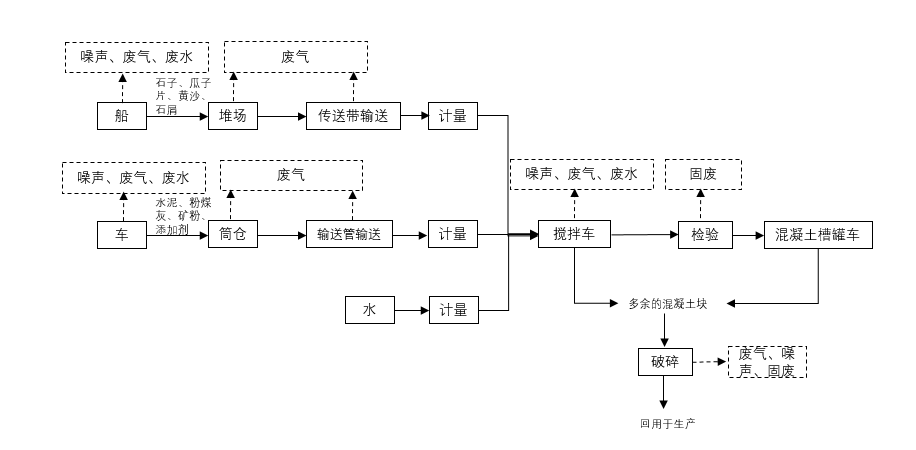 噪声、废气、废水
废气
石子、瓜子
片、黄沙、
石屑
船
堆场
传送带输送
计量
噪声、废气、废水
废气
水泥、粉煤
灰、矿粉、
添加剂
车
筒仓
输送管输送
计量
噪声、废气、废水
固废
搅拌车
检验
混凝土槽罐车
水
计量
多余的混凝土块
破碎
废气、噪
声、固废
回用于生产